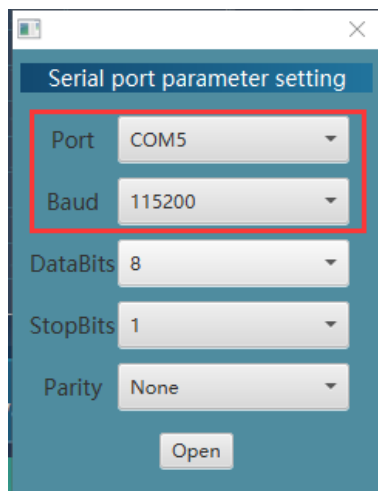 Serial port parameter setting
Port COM5
Baud 115200
DataBits 8
StopBits 1
Parity None
Open